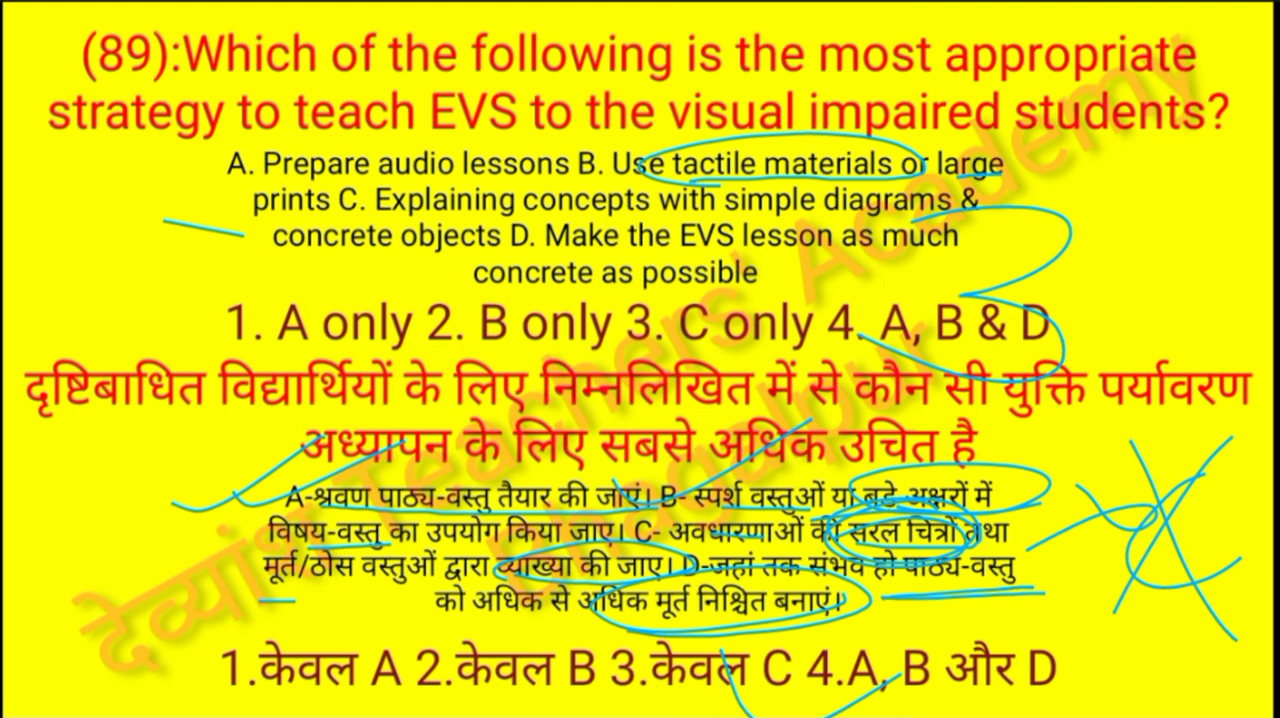 (89):Which of the following is the most appropriate
strategy to teach EVS to the visual impaired students?
A. Prepare audio lessons B. Use tactile materials or large
prints C. Explaining concepts with simple diagrams &
concrete objects D. Make the EVS lesson as much
concrete as possible
1. A only 2. B only 3. C only 4. A, B & D
दृष्टिबाधित विद्यार्थियों के लिए निम्नलिखित में से कौन सी युक्ति पर्यावरण
अध्यापन के लिए सबसे अधिक उचित है
A-श्रवण पाठ्य-वस्तु तैयार की जाएं। B- स्पर्श वस्तुओं या बड़े अक्षरों में
विषय-वस्तु का उपयोग किया जाए। C- अवधारणाओं की सरल चित्रों तथा
मूर्त/ठोस वस्तुओं द्वारा व्याख्या की जाए। D-जहां तक संभव हो पाठ्य-वस्तु
को अधिक से अधिक मूर्त निश्चित बनाएं।
1.केवल A 2.केवल B 3.केवल C 4.A, B और D
देव्यांश Teachers' Academy
Bhagalpur